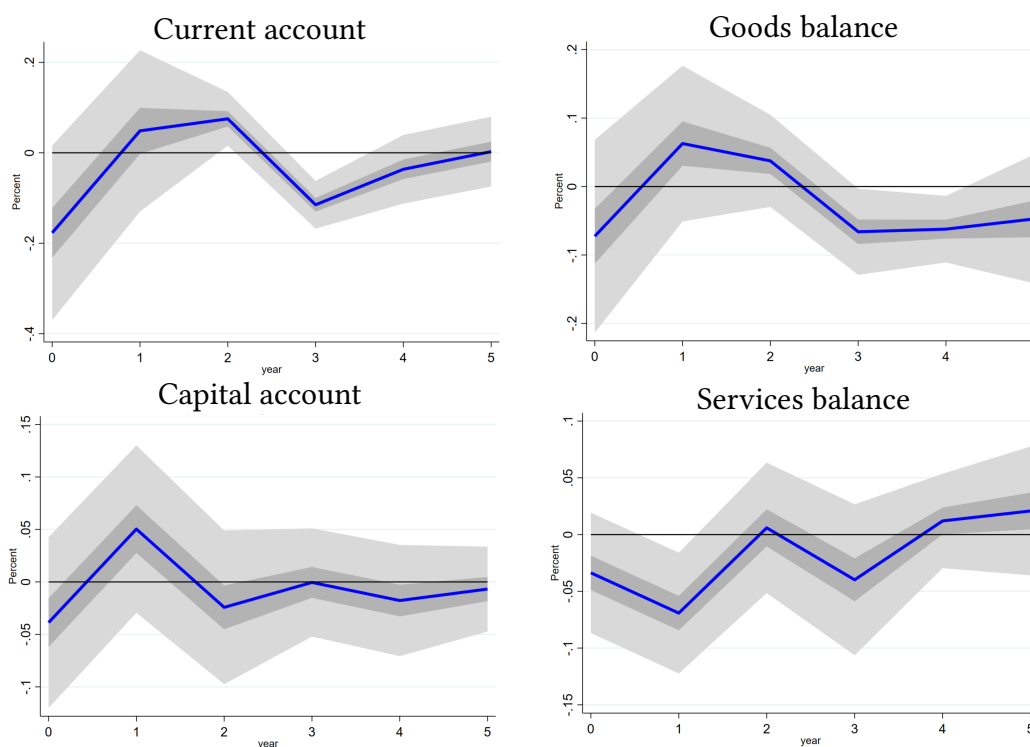 Current account
.2
0
-.2
-.4
Percent
0 1 2 3 4 5
year
Goods balance
.2
.1
0
-.1
-.2
Percent
0 1 2 3 4 5
year
Capital account
.15
.1
.05
0
-.05
-.1
Percent
0 1 2 3 4 5
year
Services balance
.1
.05
0
-.05
-.1
-.15
Percent
0 1 2 3 4 5
year